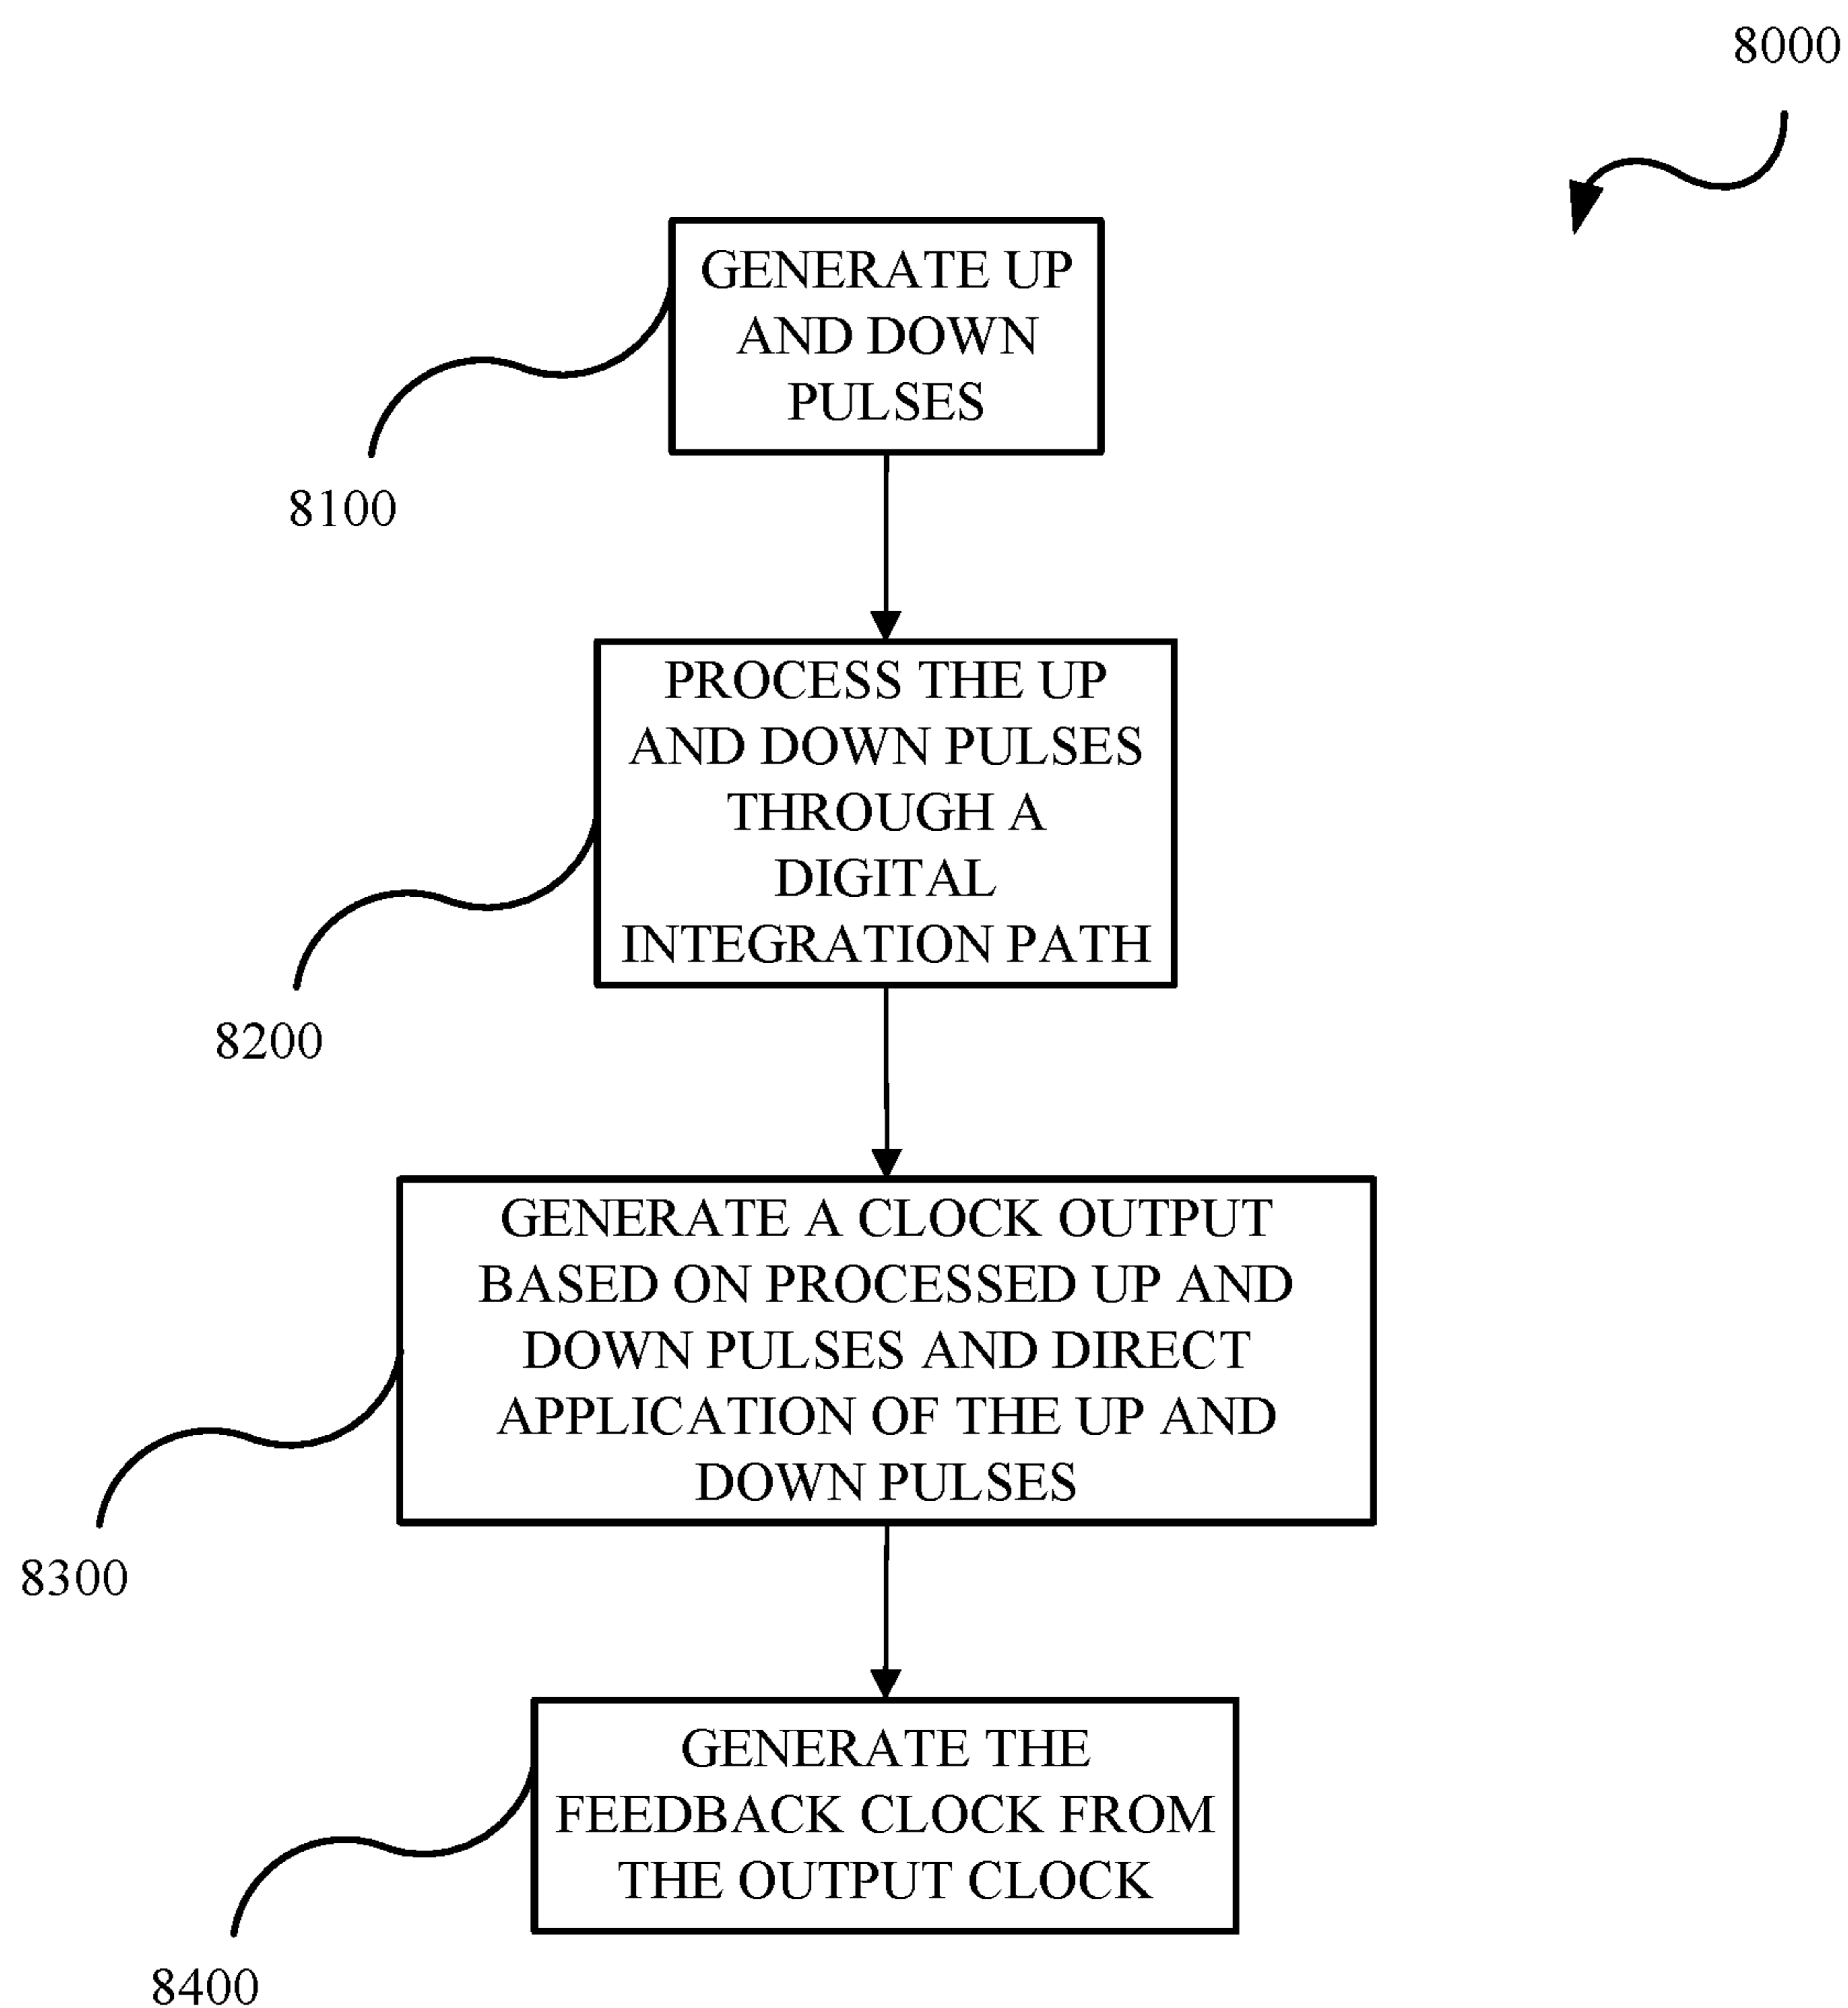 8000
GENERATE UP
AND DOWN
PULSES
8100
PROCESS THE UP
AND DOWN PULSES
THROUGH A
DIGITAL
INTEGRATION PATH
8200
GENERATE A CLOCK OUTPUT
BASED ON PROCESSED UP AND
DOWN PULSES AND DIRECT
APPLICATION OF THE UP AND
DOWN PULSES
8300
GENERATE THE
FEEDBACK CLOCK FROM
THE OUTPUT CLOCK
8400